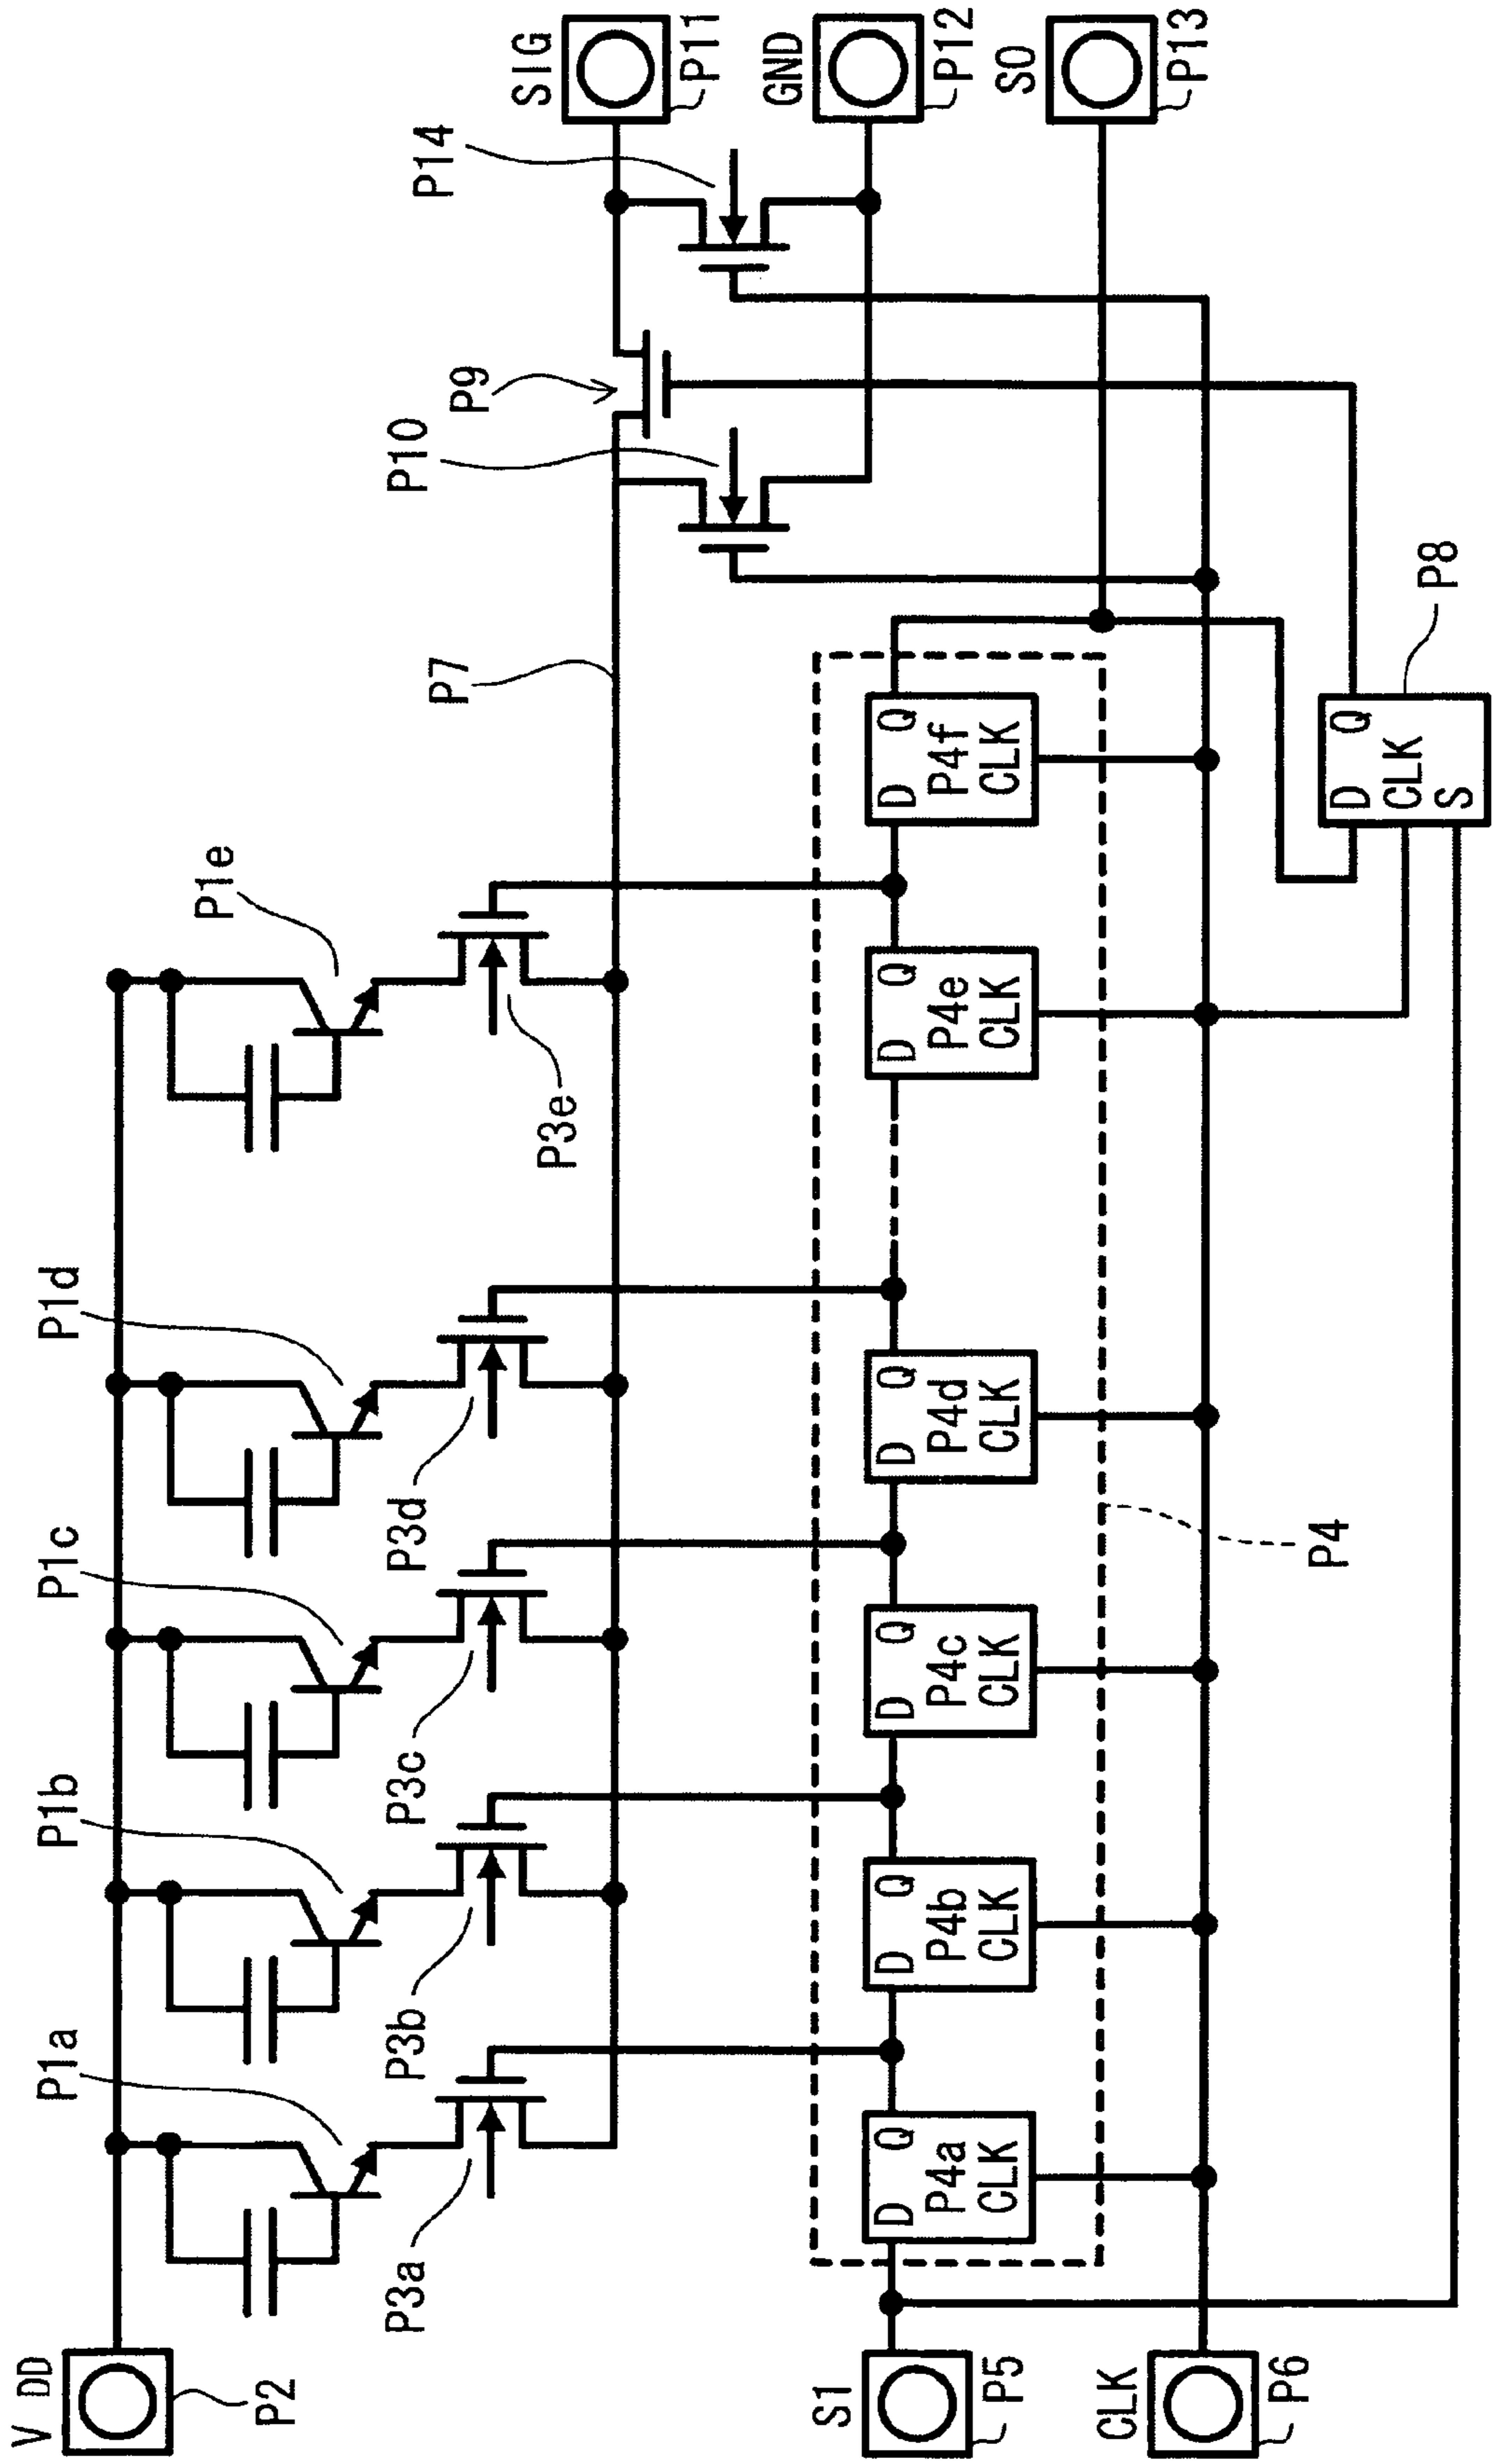 V DD
P2
P1a
P1b
P1c
P1d
P1e
P3a
P3b
P3c
P3d
P3e
P7
P10
P9
P14
SIG
P11
GND
P12
SO
P13
S1
P5
D Q
P4a
CLK
D Q
P4b
CLK
D Q
P4c
CLK
D Q
P4d
CLK
D Q
P4e
CLK
D Q
P4f
CLK
P4
CLK
P6
D Q
CLK
S
P8